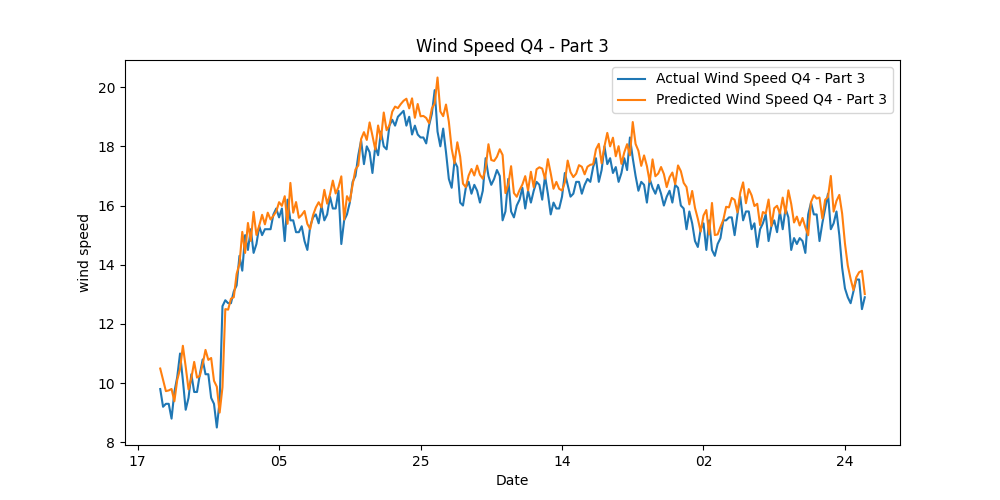 Wind Speed Q4 - Part 3
Actual Wind Speed Q4 - Part 3
Predicted Wind Speed Q4 - Part 3
wind speed
20
18
16
14
12
10
8
17
05
25
14
02
24
Date